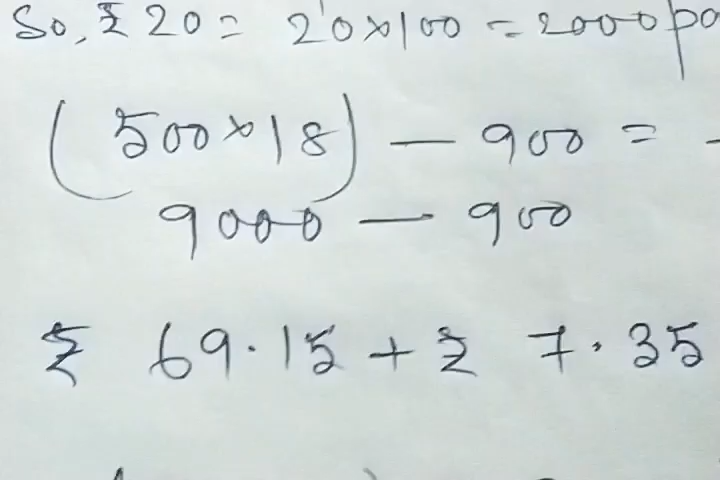 So, ₹ 20 = 20×100 = 2000 pa
(500×18) — 900 =
9000 — 900
₹ 69.15 + ₹ 7.35